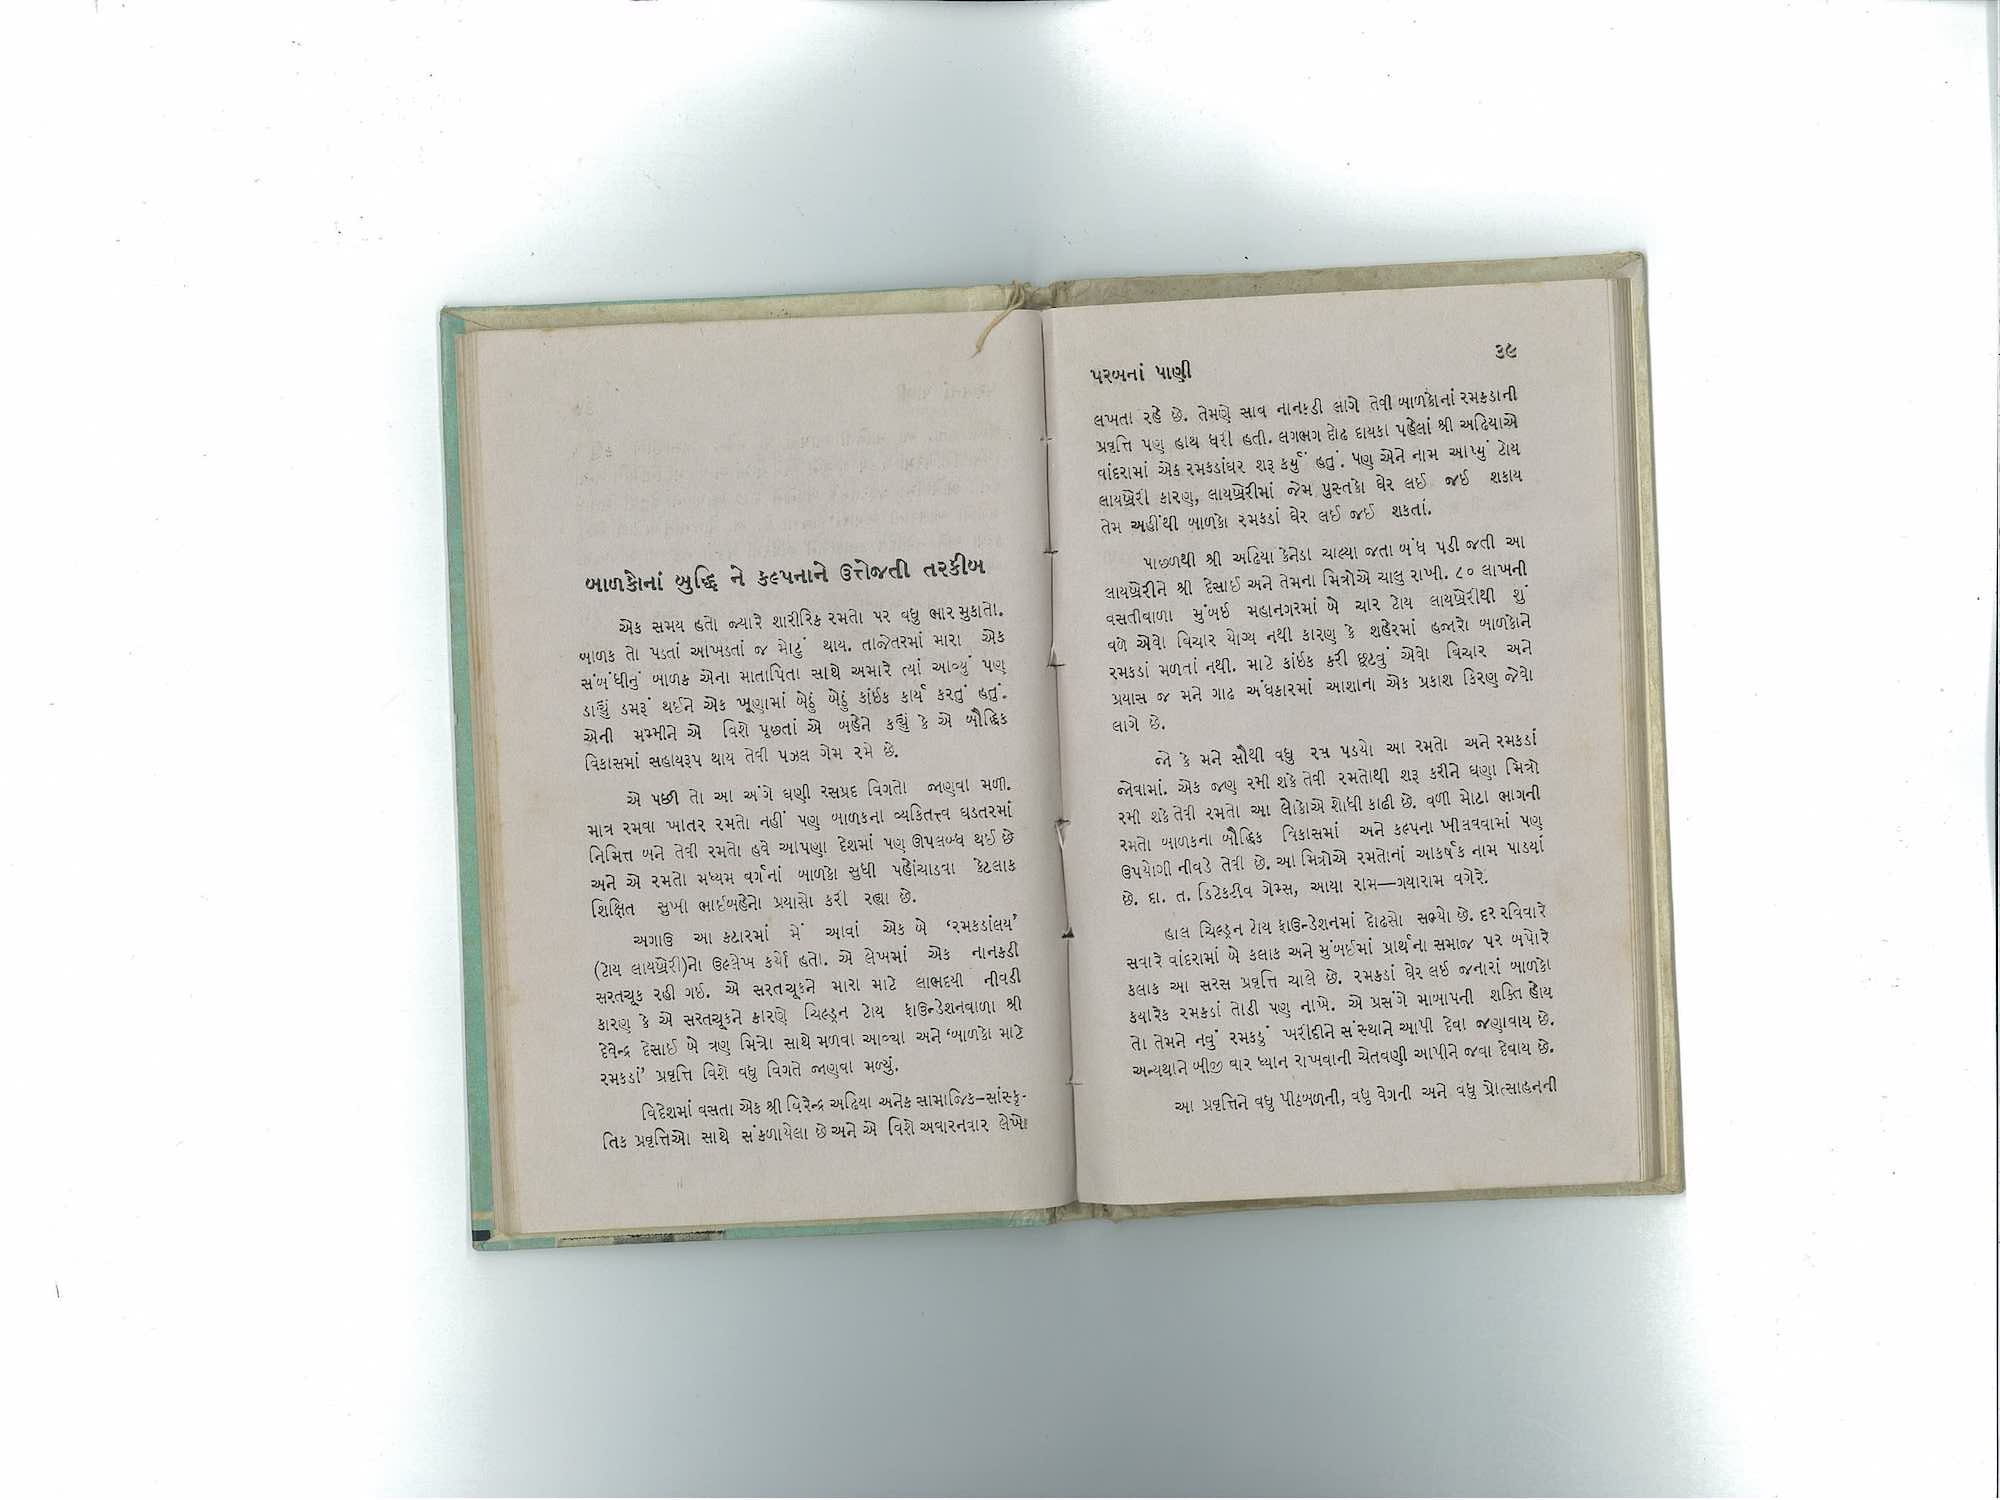 બાળકોનાં બુદ્ધિ ને કલ્પનાને ઉત્તેજતી તરકીબ
એક સમય હતો જ્યારે શારીરિક રમતો પર વધુ ભાર મુકાતો.
બાળક તો પડતાં આખડતાં જ મોટું થાય. તાજેતરમાં મારા એક
સંબંધીનું બાળક એના માતાપિતા સાથે અમારે ત્યાં આવ્યું પણ
ડાહ્યું ડમરૂં થઈને એક ખૂણામાં બેઠું બેઠું કાંઈક કાર્ય કરતું હતું.
એની મમ્મીને એ વિશે પૂછતાં એ બહેને કહ્યું કે એ બૌદ્ધિક
વિકાસમાં સહાયરૂપ થાય તેવી પઝલ ગેમ રમે છે.
એ પછી તો આ અંગે ઘણી રસપ્રદ વિગતો જાણવા મળી.
માત્ર રમવા ખાતર રમતો નહીં પણ બાળકના વ્યકિતત્ત્વ ઘડતરમાં
નિમિત્ત બને તેવી રમતો હવે આપણા દેશમાં પણ ઊપલબ્ધ થઈ છે
અને એ રમતો મધ્યમ વર્ગનાં બાળકો સુધી પહોંચાડવા કેટલાક
શિક્ષિત સુખી ભાઈબહેનો પ્રયાસો કરી રહ્યા છે.
અગાઉ આ કટારમાં મેં આવાં એક બે ‘રમકડાંલય’
(ટોય લાયબ્રેરી)નો ઉલ્લેખ કર્યો હતો. એ લેખમાં એક નાનકડી
સરતચૂક રહી ગઈ. એ સરતચૂકને મારા માટે લાભદયી નીવડી
કારણ કે એ સરતચૂકને કારણે ચિલ્ડ્રન ટોય ફાઉન્ડેશનવાળા શ્રી
દેવેન્દ્ર દેસાઈ બે ત્રણ મિત્રો સાથે મળવા આવ્યા અને ‘બાળકો માટે
રમકડાં’ પ્રવૃત્તિ વિશે વધુ વિગતે જાણવા મળ્યું.
વિદેશમાં વસતા એક શ્રી વિરેન્દ્ર અઢિયા અનેક સામાજિક–સાંસ્કૃ-
તિક પ્રવૃત્તિઓ સાથે સંકળાયેલા છે અને એ વિશે અવારનવાર લેખો
પરબનાં પાણી
૩૯
લખતા રહે છે. તેમણે સાવ નાનકડી લાગે તેવી બાળકોનાં રમકડાની
પ્રવૃત્તિ પણ હાથ ધરી હતી. લગભગ દોઢ દાયકા પહેલાં શ્રી અઢિયાએ
વાંદરામાં એક રમકડાંઘર શરૂ કર્યું હતું. પણ એને નામ આપ્યું ટોય
લાયબ્રેરી કારણ, લાયબ્રેરીમાં જેમ પુસ્તકો ઘેર લઈ જઈ શકાય
તેમ અહીંથી બાળકો રમકડાં ઘેર લઈ જઈ શકતાં.
પાછળથી શ્રી અઢિયા કેનેડા ચાલ્યા જતા બંધ પડી જતી આ
લાયબ્રેરીને શ્રી દેસાઈ અને તેમના મિત્રોએ ચાલુ રાખી. ૮૦ લાખની
વસતીવાળા મુંબઈ મહાનગરમાં બે ચાર ટોય લાયબ્રેરીથી શું
વળે એવો વિચાર યોગ્ય નથી કારણ કે શહેરમાં હજારો બાળકોને
રમકડાં મળતાં નથી. માટે કાંઈક કરી છૂટવું એવો વિચાર અને
પ્રયાસ જ મને ગાઢ અંધકારમાં આશાના એક પ્રકાશ કિરણ જેવો
લાગે છે.
જો કે મને સૌથી વધુ રસ પડયો આ રમતો અને રમકડાં
જોવામાં. એક જણ રમી શકે તેવી રમતોથી શરૂ કરીને ઘણા મિત્રો
રમી શકે તેવી રમતો આ લોકોએ શોધી કાઢી છે. વળી મોટા ભાગની
રમતો બાળકના બૌદ્ધિક વિકાસમાં અને કલ્પના ખીલવવામાં પણ
ઉપયોગી નીવડે તેવી છે. આ મિત્રોએ રમતોનાં આકર્ષક નામ પાડયાં
છે. દા. ત. ડિટેકટીવ ગેમ્સ, આયા રામ—ગયારામ વગેરે.
હાલ ચિલ્ડ્રન ટોય ફાઉન્ડેશનમાં દોઢસો સભ્યો છે. દર રવિવારે
સવારે વાંદરામાં બે કલાક અને મુંબઈમાં પ્રાર્થના સમાજ પર બપોરે
કલાક આ સરસ પ્રવૃત્તિ ચાલે છે. રમકડાં ઘેર લઈ જનારાં બાળકો
કયારેક રમકડાં તોડી પણ નાખે. એ પ્રસંગે માબાપની શક્તિ હોય
તો તેમને નવું રમકડું ખરીદીને સંસ્થાને આપી દેવા જણાવાય છે.
અન્યથાને બીજી વાર ધ્યાન રાખવાની ચેતવણી આપીને જવા દેવાય છે.
આ પ્રવૃત્તિને વધુ પીઠબળની, વધુ વેગતી અને વધુ પ્રોત્સાહનની